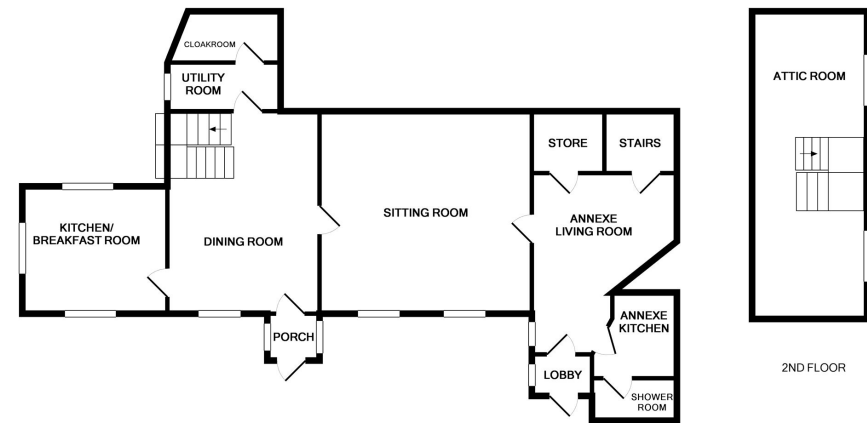 CLOAKROOM
UTILITY
ROOM
ATTIC ROOM
STORE
STAIRS
KITCHEN/
BREAKFAST ROOM
DINING ROOM
SITTING ROOM
ANNEXE
LIVING ROOM
PORCH
ANNEXE
KITCHEN
LOBBY
SHOWER
ROOM
2ND FLOOR